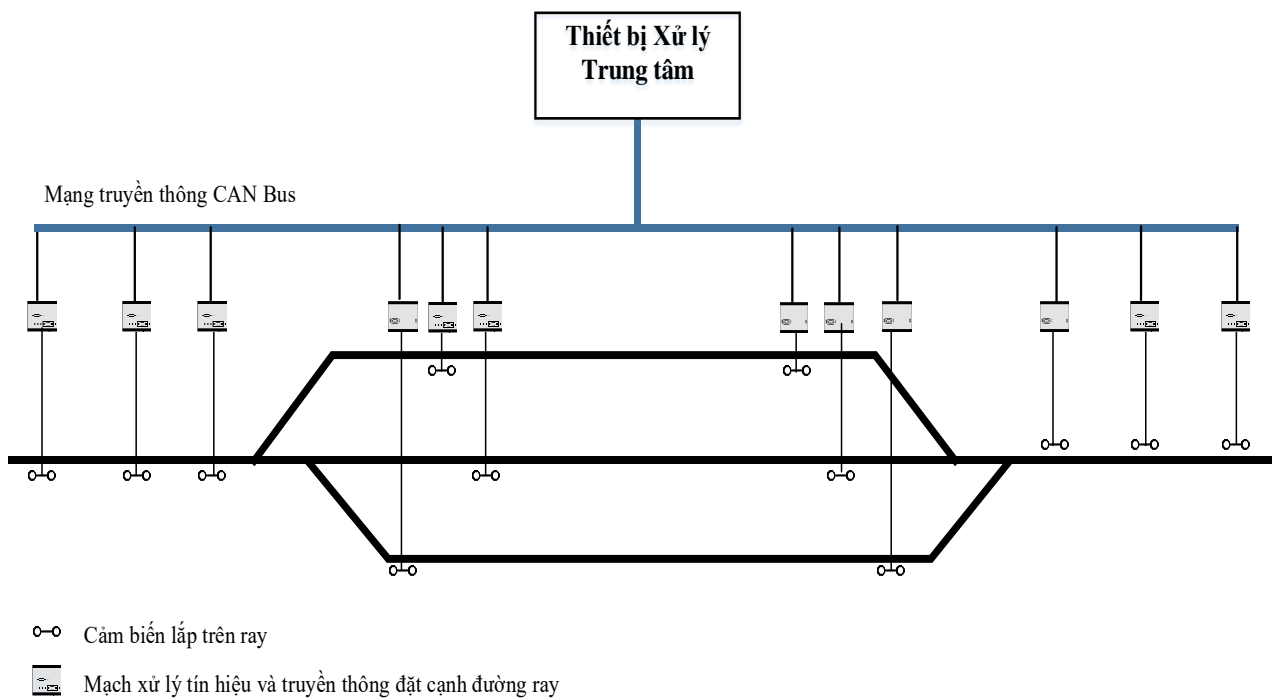 Thiết bị Xử lý
Trung tâm
Mạng truyền thông CAN Bus
Cảm biến lắp trên ray
Mạch xử lý tín hiệu và truyền thông đặt cạnh đường ray